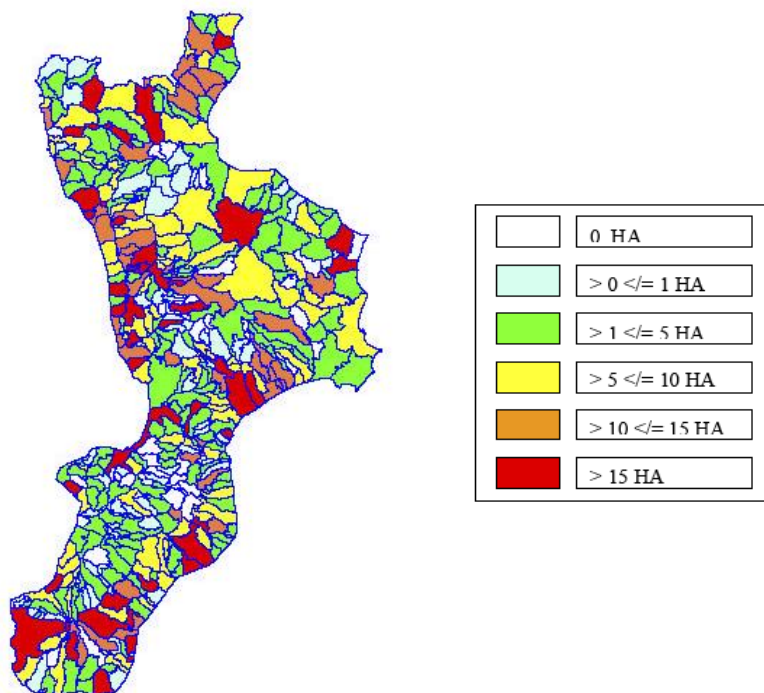 0 HA
> 0 </= 1 HA
> 1 </= 5 HA
> 5 </= 10 HA
> 10 </= 15 HA
> 15 HA